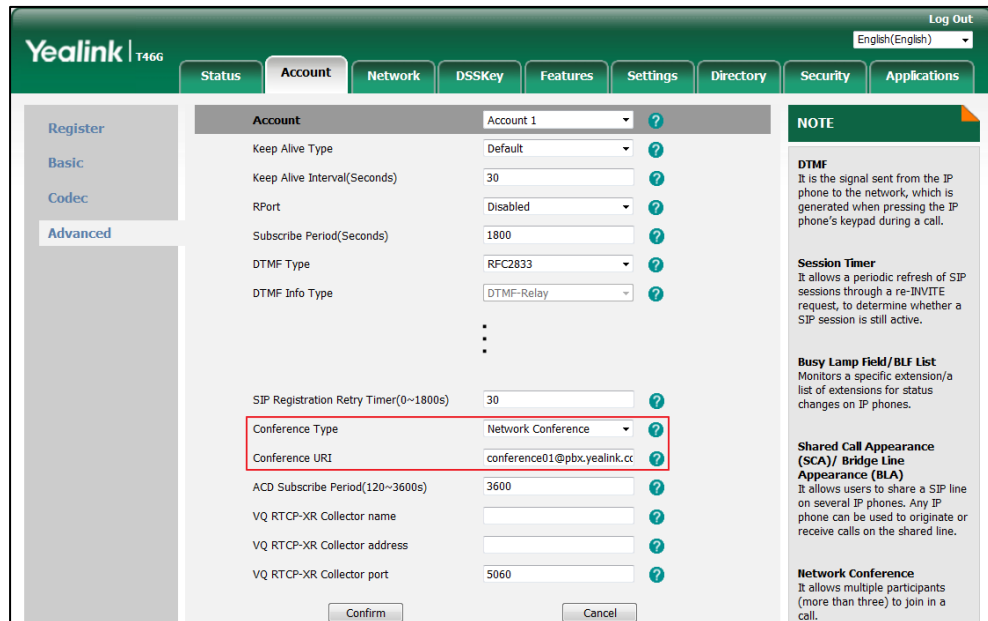 Log Out
English(English)
Yealink | T46G
Status Account Network DSSKey Features Settings Directory Security Applications
Register
Basic
Codec
Advanced
Account Account 1
Keep Alive Type Default
Keep Alive Interval(Seconds) 30
RPort Disabled
Subscribe Period(Seconds) 1800
DTMF Type RFC2833
DTMF Info Type DTMF-Relay
SIP Registration Retry Timer(0~1800s) 30
Conference Type Network Conference
Conference URI conference01@pbx.yealink.cc
ACD Subscribe Period(120~3600s) 3600
VQ RTCP-XR Collector name
VQ RTCP-XR Collector address
VQ RTCP-XR Collector port 5060
Confirm Cancel
NOTE
DTMF
It is the signal sent from the IP
phone to the network, which is
generated when pressing the IP
phone's keypad during a call.
Session Timer
It allows a periodic refresh of SIP
sessions through a re-INVITE
request, to determine whether a
SIP session is still active.
Busy Lamp Field/BLF List
Monitors a specific extension/a
list of extensions for status
changes on IP phones.
Shared Call Appearance
(SCA)/ Bridge Line
Appearance (BLA)
It allows users to share a SIP line
on several IP phones. Any IP
phone can be used to originate or
receive calls on the shared line.
Network Conference
It allows multiple participants
(more than three) to join in a
call.